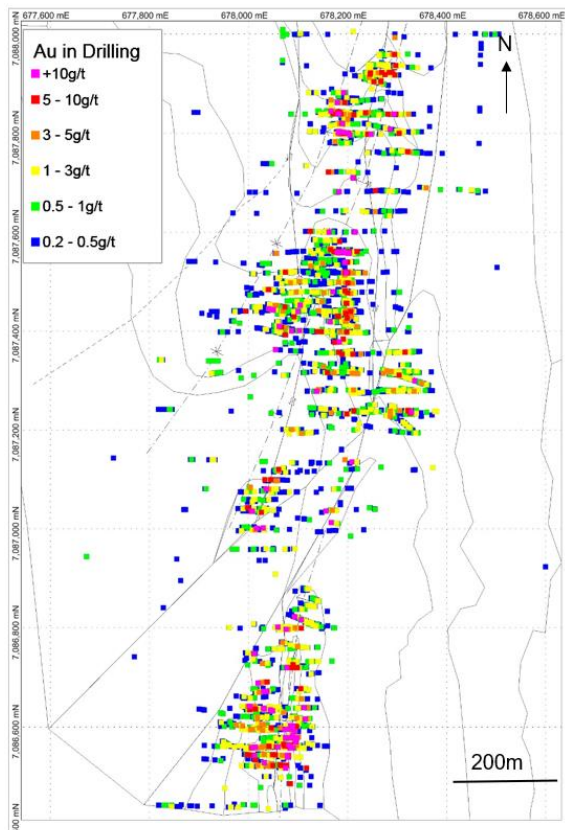 677,600 mE
677,800 mE
678,000 mE
678,200 mE
678,400 mE
678,600 mE
Au in Drilling
+10g/t
5 - 10g/t
3 - 5g/t
1 - 3g/t
0.5 - 1g/t
0.2 - 0.5g/t
N
7,088,000 mN
7,087,800 mN
7,087,600 mN
7,087,400 mN
7,087,200 mN
7,087,000 mN
7,086,800 mN
7,086,600 mN
00 mN
200m